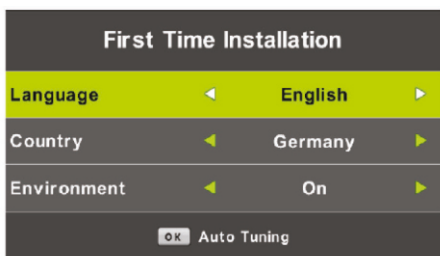 First Time Installation
Language English
Country Germany
Environment On
OK Auto Tuning